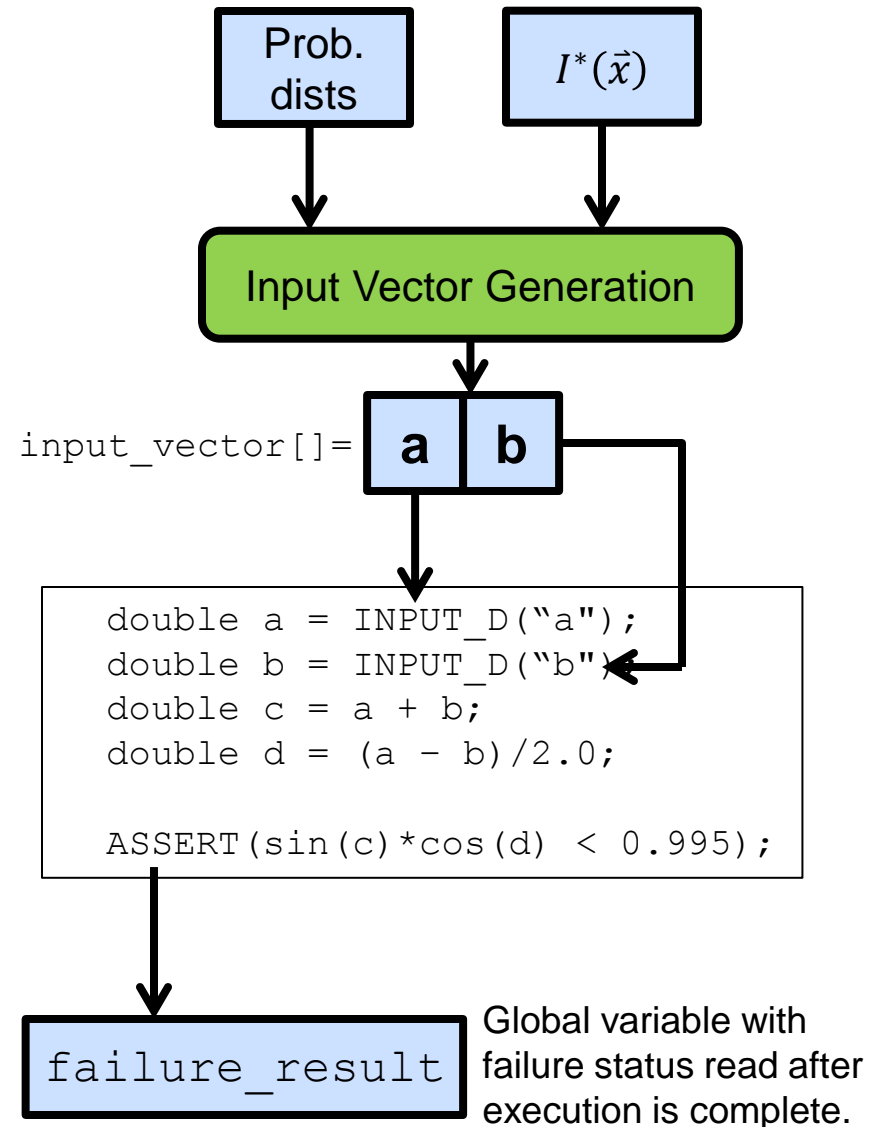 Prob.
dists
I*(x⃗)
Input Vector Generation
input_vector[]= a b
double a = INPUT_D(“a");
double b = INPUT_D(“b")
double c = a + b;
double d = (a – b)/2.0;
ASSERT(sin(c)*cos(d) < 0.995);
failure_result
Global variable with
failure status read after
execution is complete.